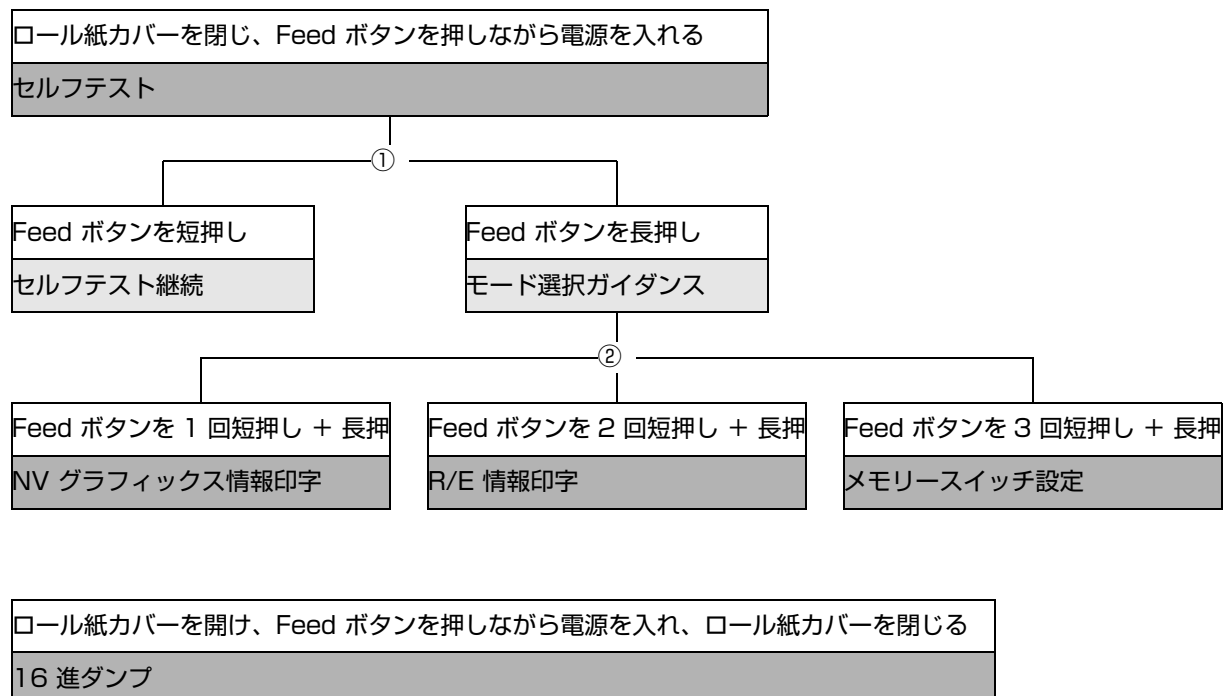 ロール紙カバーを閉じ、Feed ボタンを押しながら電源を入れる
セルフテスト
①
Feed ボタンを短押し
セルフテスト継続
Feed ボタンを長押し
モード選択ガイダンス
②
Feed ボタンを 1 回短押し + 長押
NV グラフィックス情報印字
Feed ボタンを 2 回短押し + 長押
R/E 情報印字
Feed ボタンを 3 回短押し + 長押
メモリースイッチ設定
ロール紙カバーを開け、Feed ボタンを押しながら電源を入れ、ロール紙カバーを閉じる
16 進ダンプ